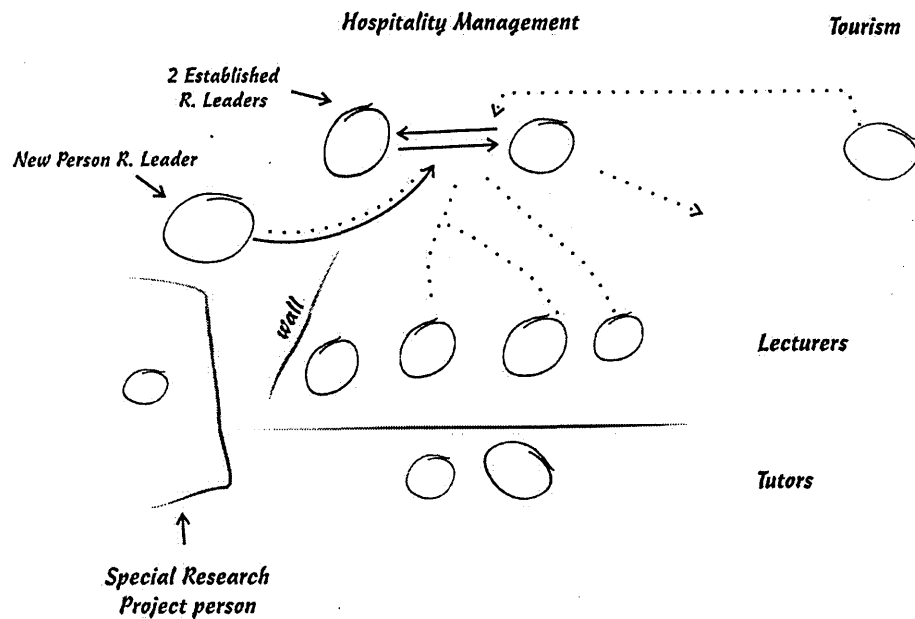 Hospitality Management
Tourism
2 Established
R. Leaders
New Person R. Leader
wall
Lecturers
Tutors
Special Research
Project person